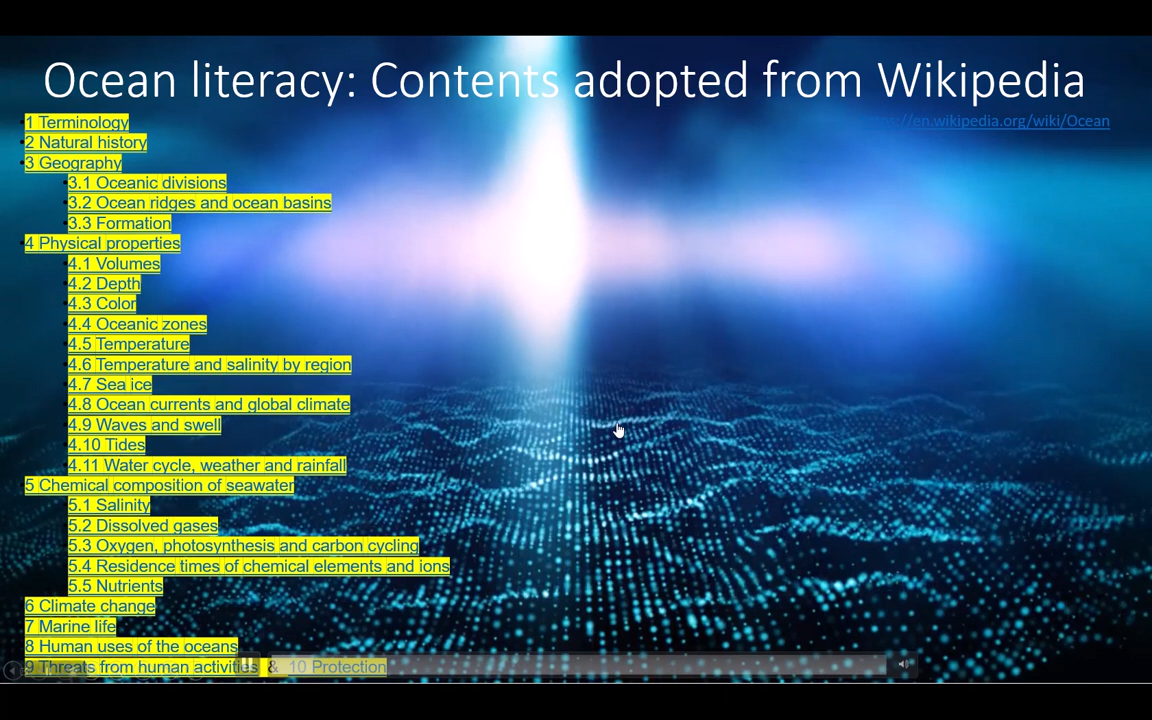 Ocean literacy: Contents adopted from Wikipedia
://en.wikipedia.org/wiki/Ocean
1 Terminology
2 Natural history
3 Geography
3.1 Oceanic divisions
3.2 Ocean ridges and ocean basins
3.3 Formation
4 Physical properties
4.1 Volumes
4.2 Depth
4.3 Color
4.4 Oceanic zones
4.5 Temperature
4.6 Temperature and salinity by region
4.7 Sea ice
4.8 Ocean currents and global climate
4.9 Waves and swell
4.10 Tides
4.11 Water cycle, weather and rainfall
5 Chemical composition of seawater
5.1 Salinity
5.2 Dissolved gases
5.3 Oxygen, photosynthesis and carbon cycling
5.4 Residence times of chemical elements and ions
5.5 Nutrients
6 Climate change
7 Marine life
8 Human uses of the oceans
9 Threats from human activities & 10 Protection